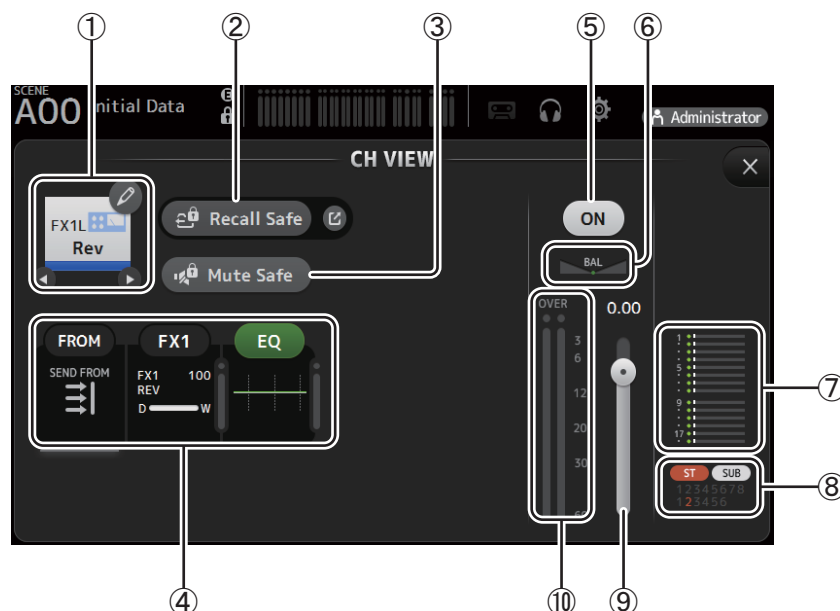 ① ② ③ ⑤ ⑥
SCENE
A00 Initial Data
Administrator
CH VIEW
FX1L
Rev
Recall Safe
Mute Safe
ON
BAL
OVER
0.00
3
6
12
20
30
60
FROM
FX1
EQ
SEND FROM
FX1 100
REV
D W
1
5
9
17
⑦
ST SUB
12345678
123456
⑧
④ ⑩ ⑨